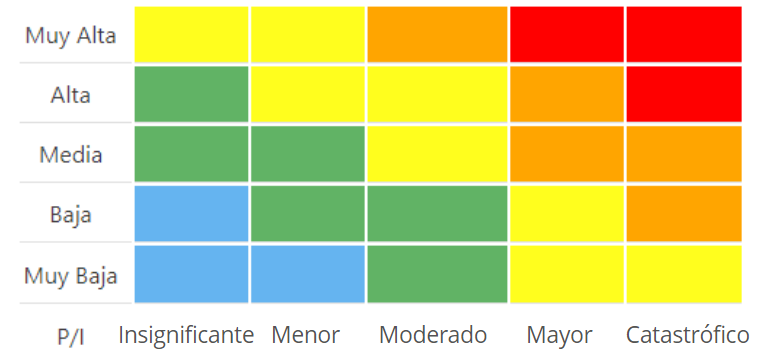 Muy Alta
Alta
Media
Baja
Muy Baja
P/I Insignificante Menor Moderado Mayor Catastrófico